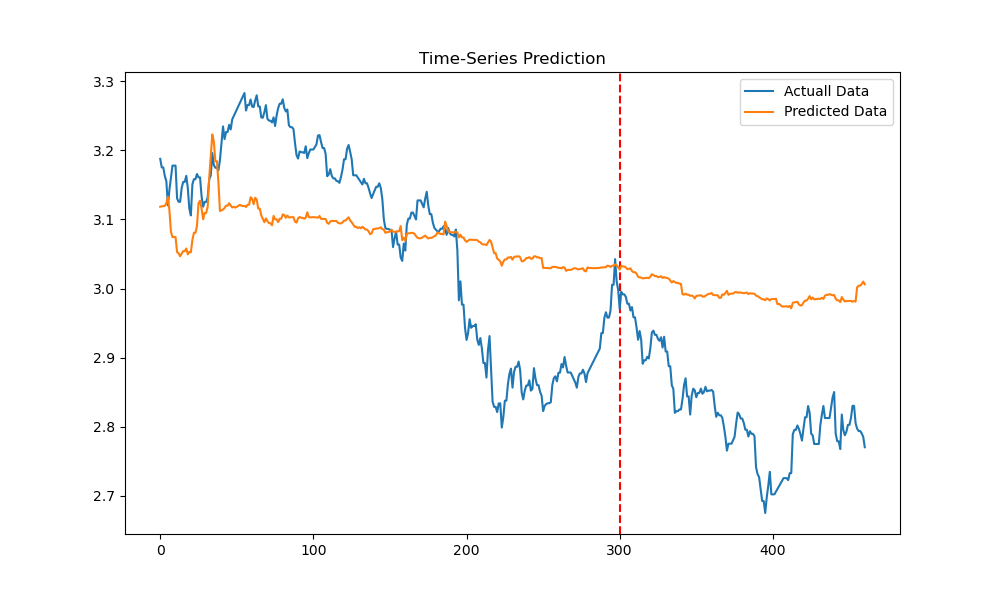 Time-Series Prediction
Actuall Data
Predicted Data
3.3
3.2
3.1
3.0
2.9
2.8
2.7
0 100 200 300 400